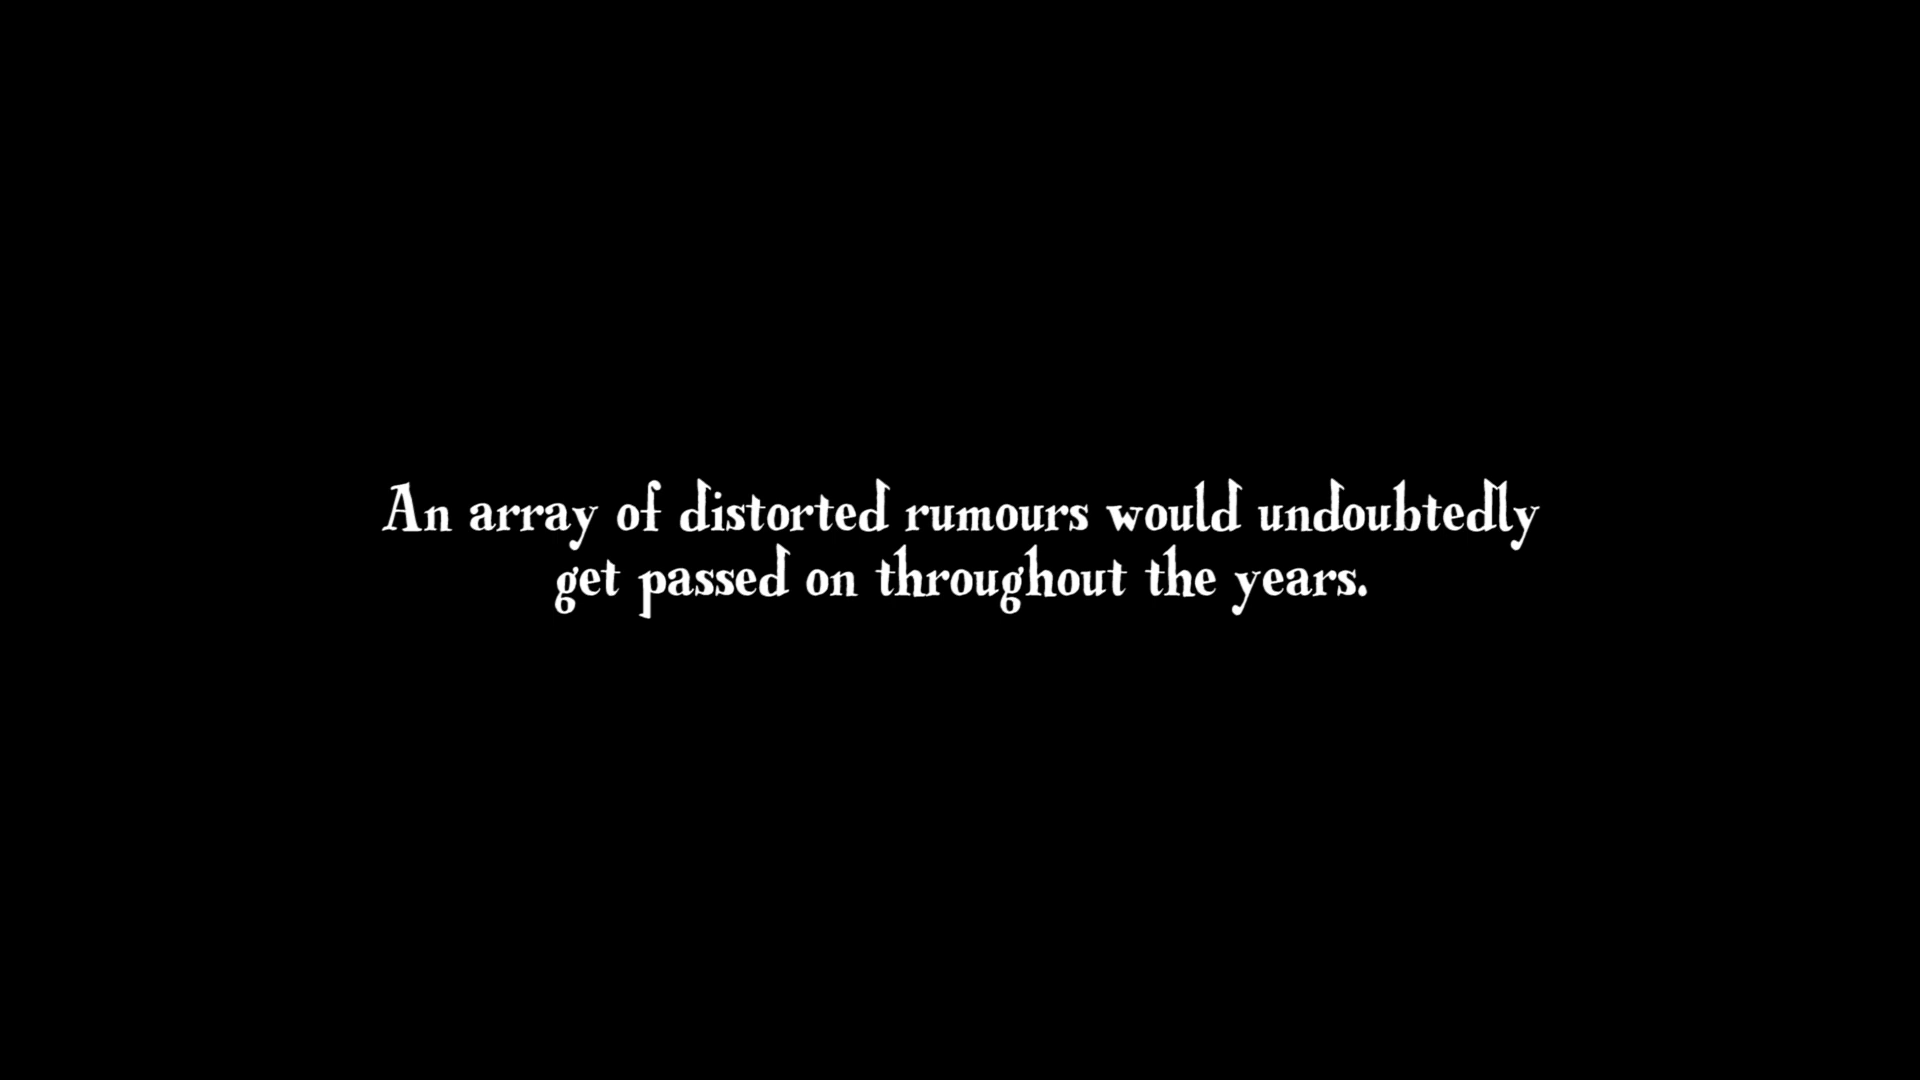 An array of distorted rumours would undoubtedly
get passed on throughout the years.